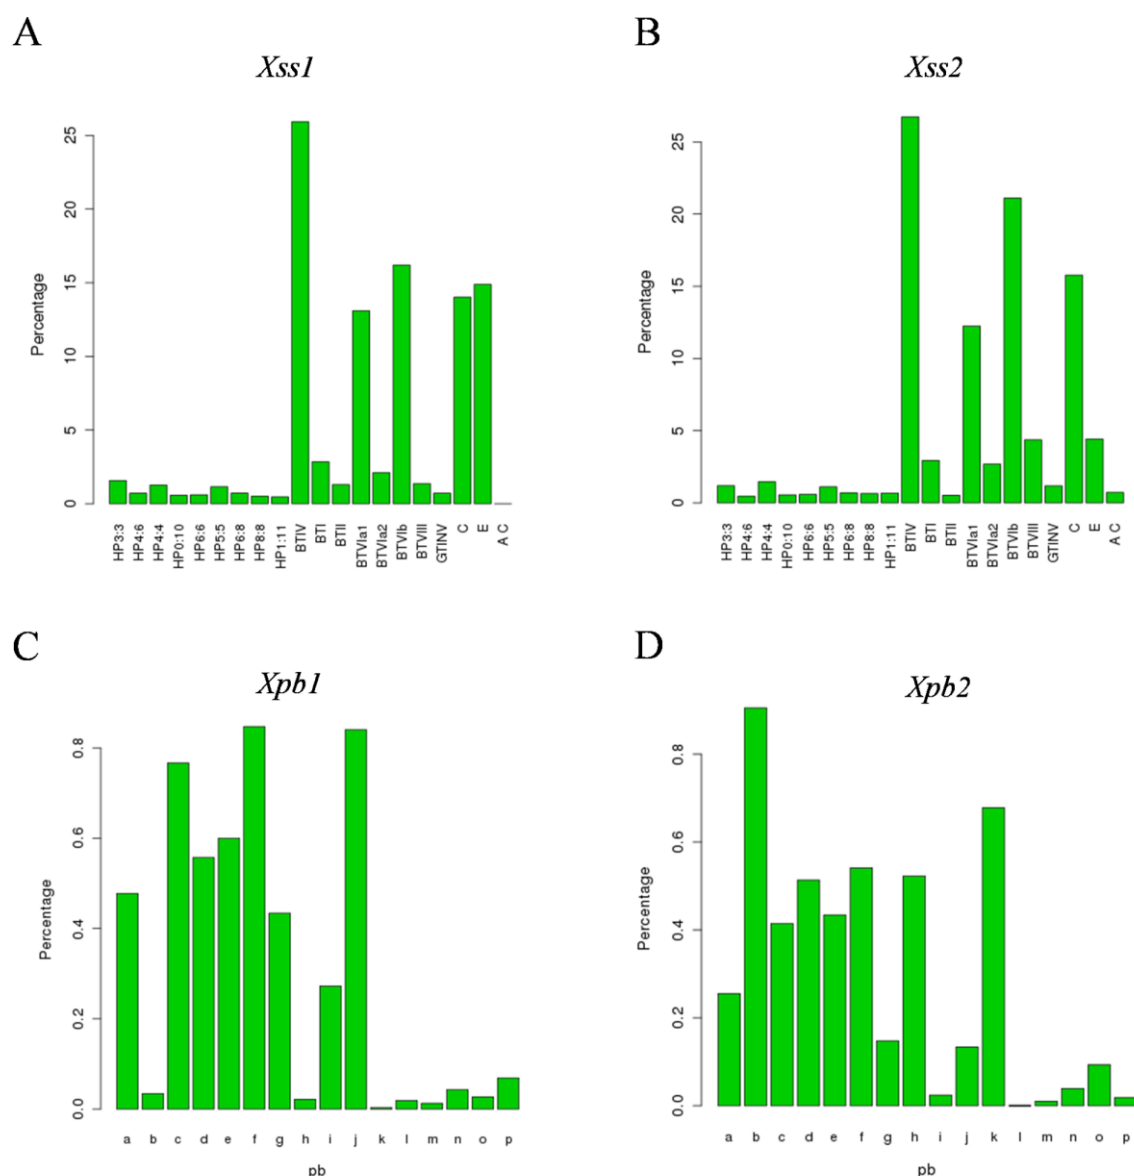 A
Xss1
Percentage
25
20
15
10
5
0
HP3:3
HP4:6
HP4:4
HP0:10
HP6:6
HP5:5
HP6:8
HP8:8
HP1:11
BTIV
BTI
BTII
BTVIa1
BTVIa2
BTVIb
BTVIII
GTINV
C
E
A C
B
Xss2
Percentage
25
20
15
10
5
0
HP3:3
HP4:6
HP4:4
HP0:10
HP6:6
HP5:5
HP6:8
HP8:8
HP1:11
BTIV
BTI
BTII
BTVIa1
BTVIa2
BTVIb
BTVIII
GTINV
C
E
A C
C
Xpb1
Percentage
0.8
0.6
0.4
0.2
0.0
a b c d e f g h i j k l m n o p
pb
D
Xpb2
Percentage
0.8
0.6
0.4
0.2
0.0
a b c d e f g h i j k l m n o p
pb